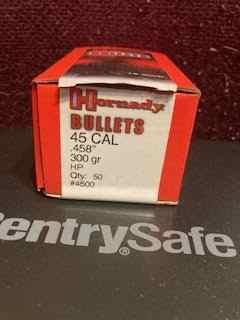 Hornady
BULLETS
45 CAL
.458"
300 gr
HP
Qty: 50
#4500
SentrySafe